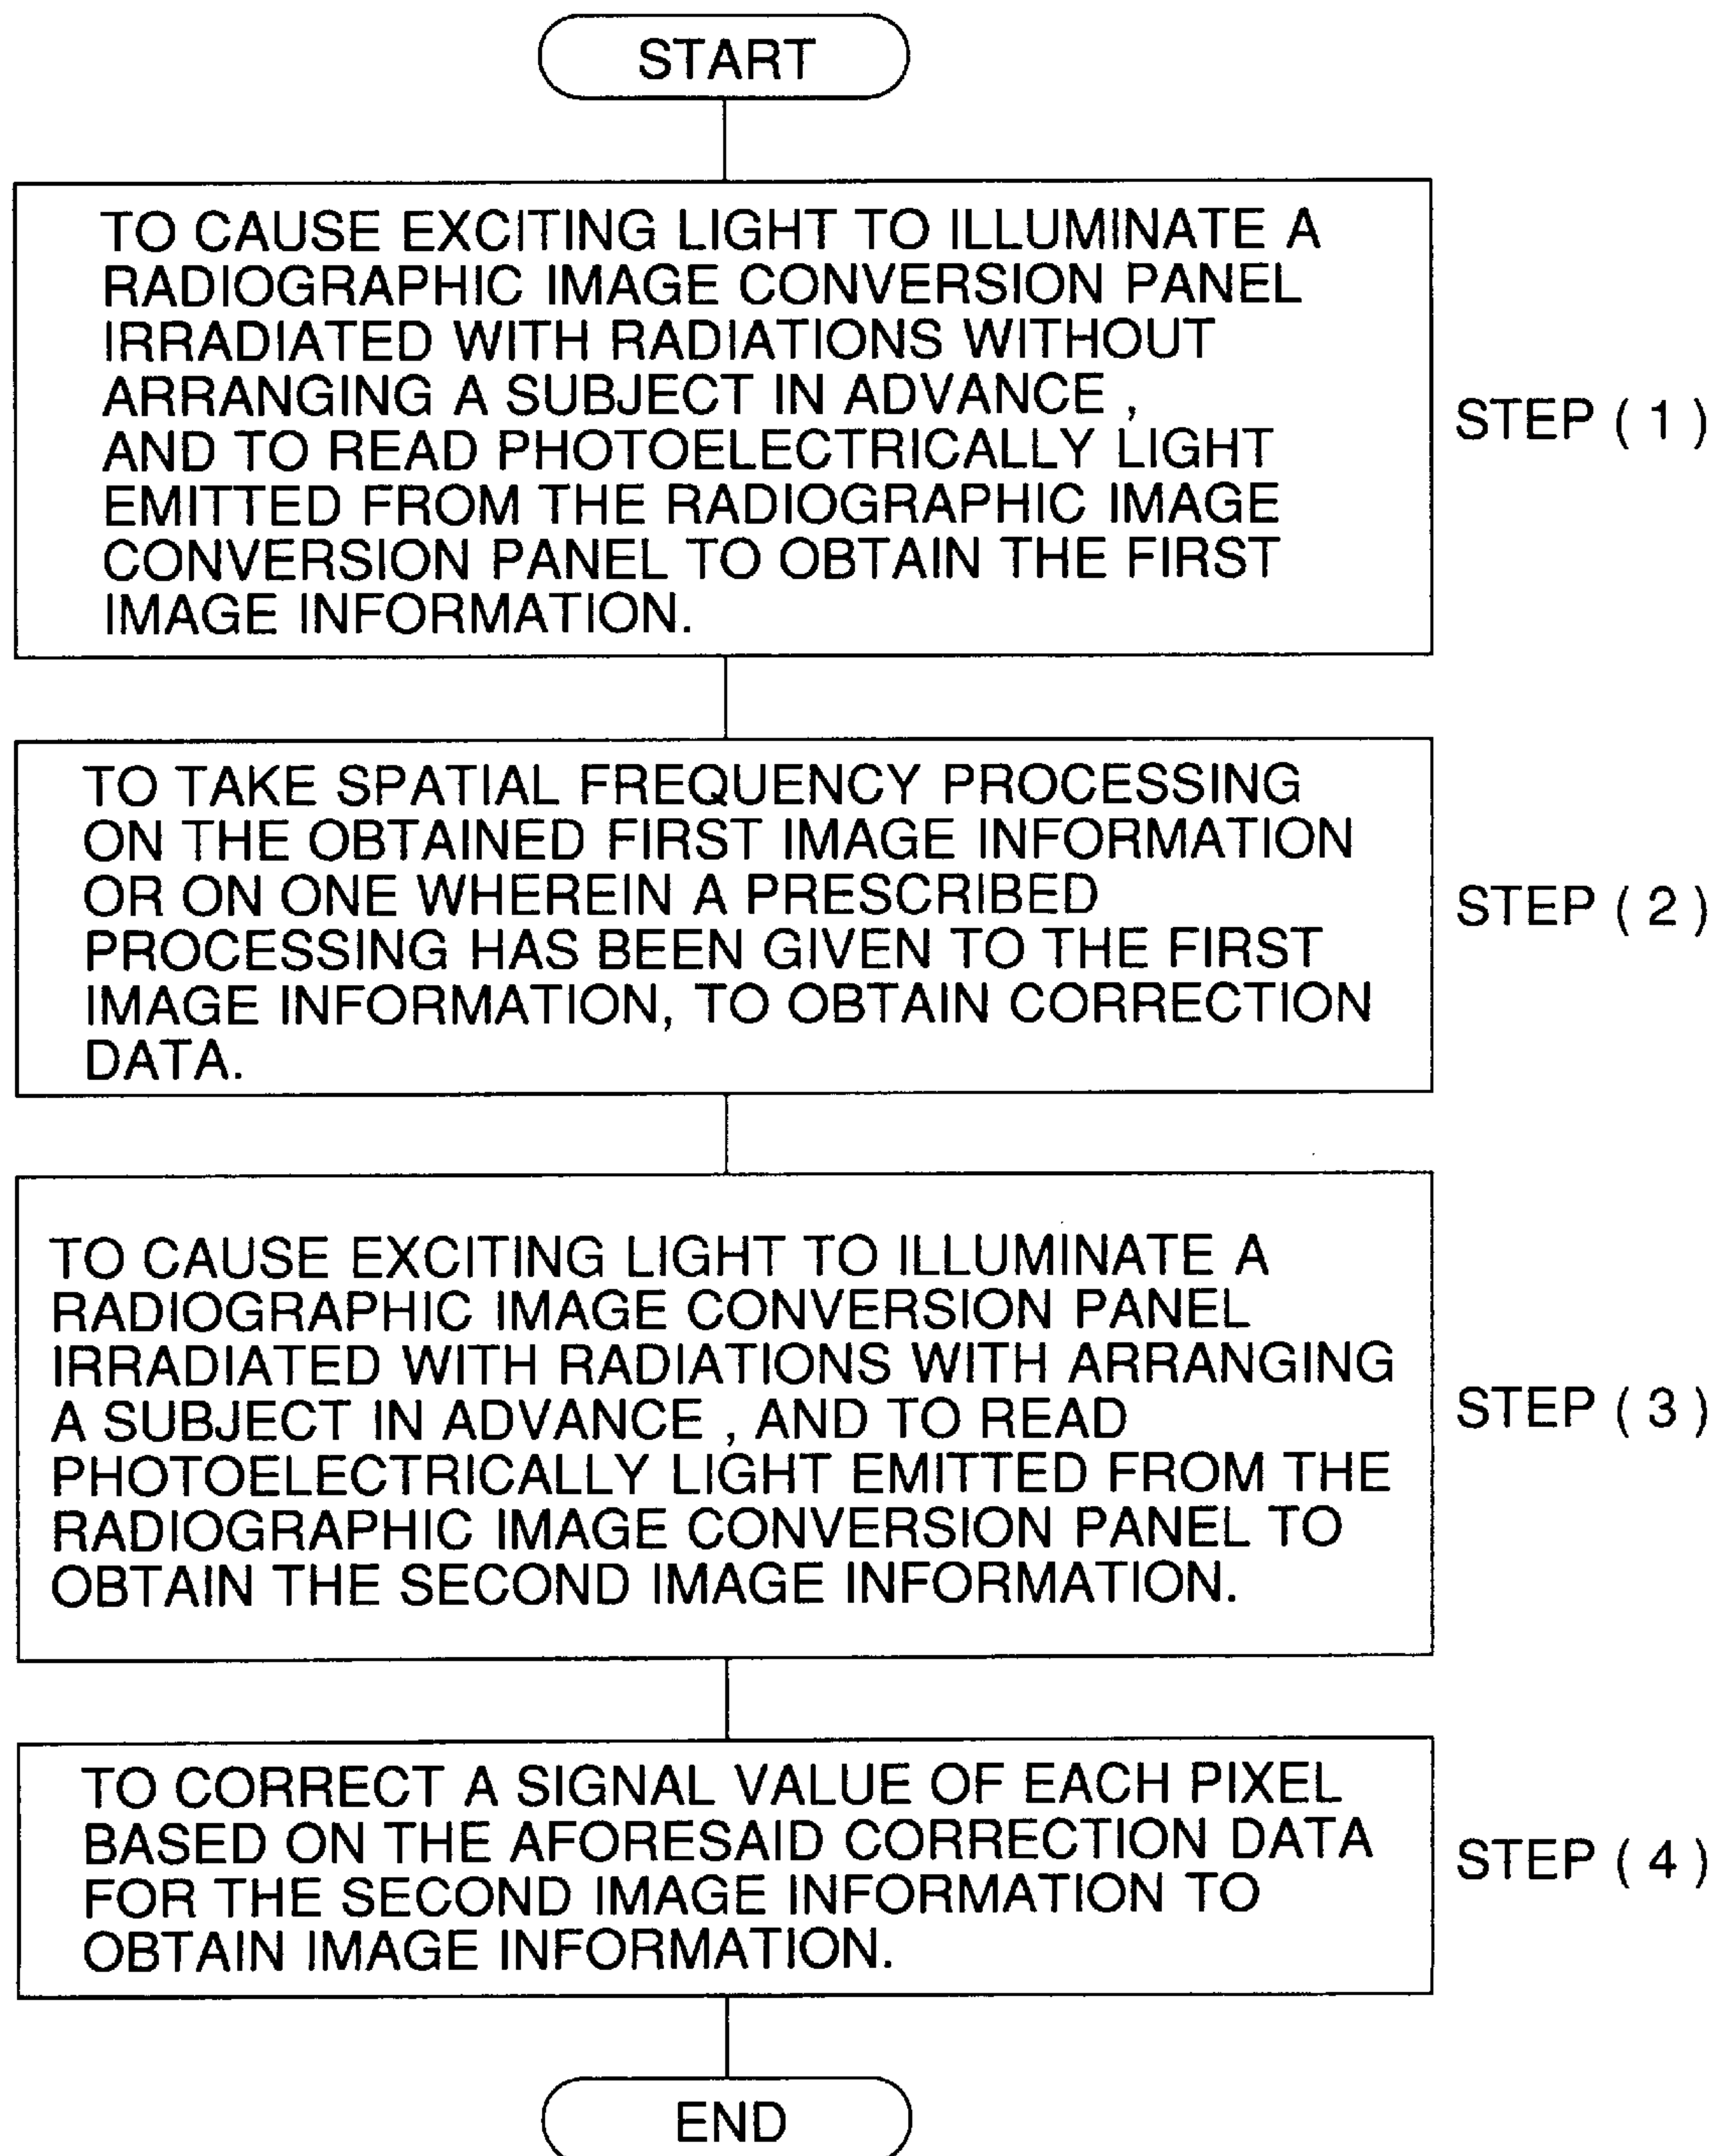 START
TO CAUSE EXCITING LIGHT TO ILLUMINATE A
RADIOGRAPHIC IMAGE CONVERSION PANEL
IRRADIATED WITH RADIATIONS WITHOUT
ARRANGING A SUBJECT IN ADVANCE ,
AND TO READ PHOTOELECTRICALLY LIGHT
EMITTED FROM THE RADIOGRAPHIC IMAGE
CONVERSION PANEL TO OBTAIN THE FIRST
IMAGE INFORMATION.
STEP ( 1 )
TO TAKE SPATIAL FREQUENCY PROCESSING
ON THE OBTAINED FIRST IMAGE INFORMATION
OR ON ONE WHEREIN A PRESCRIBED
PROCESSING HAS BEEN GIVEN TO THE FIRST
IMAGE INFORMATION, TO OBTAIN CORRECTION
DATA.
STEP ( 2 )
TO CAUSE EXCITING LIGHT TO ILLUMINATE A
RADIOGRAPHIC IMAGE CONVERSION PANEL
IRRADIATED WITH RADIATIONS WITH ARRANGING
A SUBJECT IN ADVANCE , AND TO READ
PHOTOELECTRICALLY LIGHT EMITTED FROM THE
RADIOGRAPHIC IMAGE CONVERSION PANEL TO
OBTAIN THE SECOND IMAGE INFORMATION.
STEP ( 3 )
TO CORRECT A SIGNAL VALUE OF EACH PIXEL
BASED ON THE AFORESAID CORRECTION DATA
FOR THE SECOND IMAGE INFORMATION TO
OBTAIN IMAGE INFORMATION.
STEP ( 4 )
END